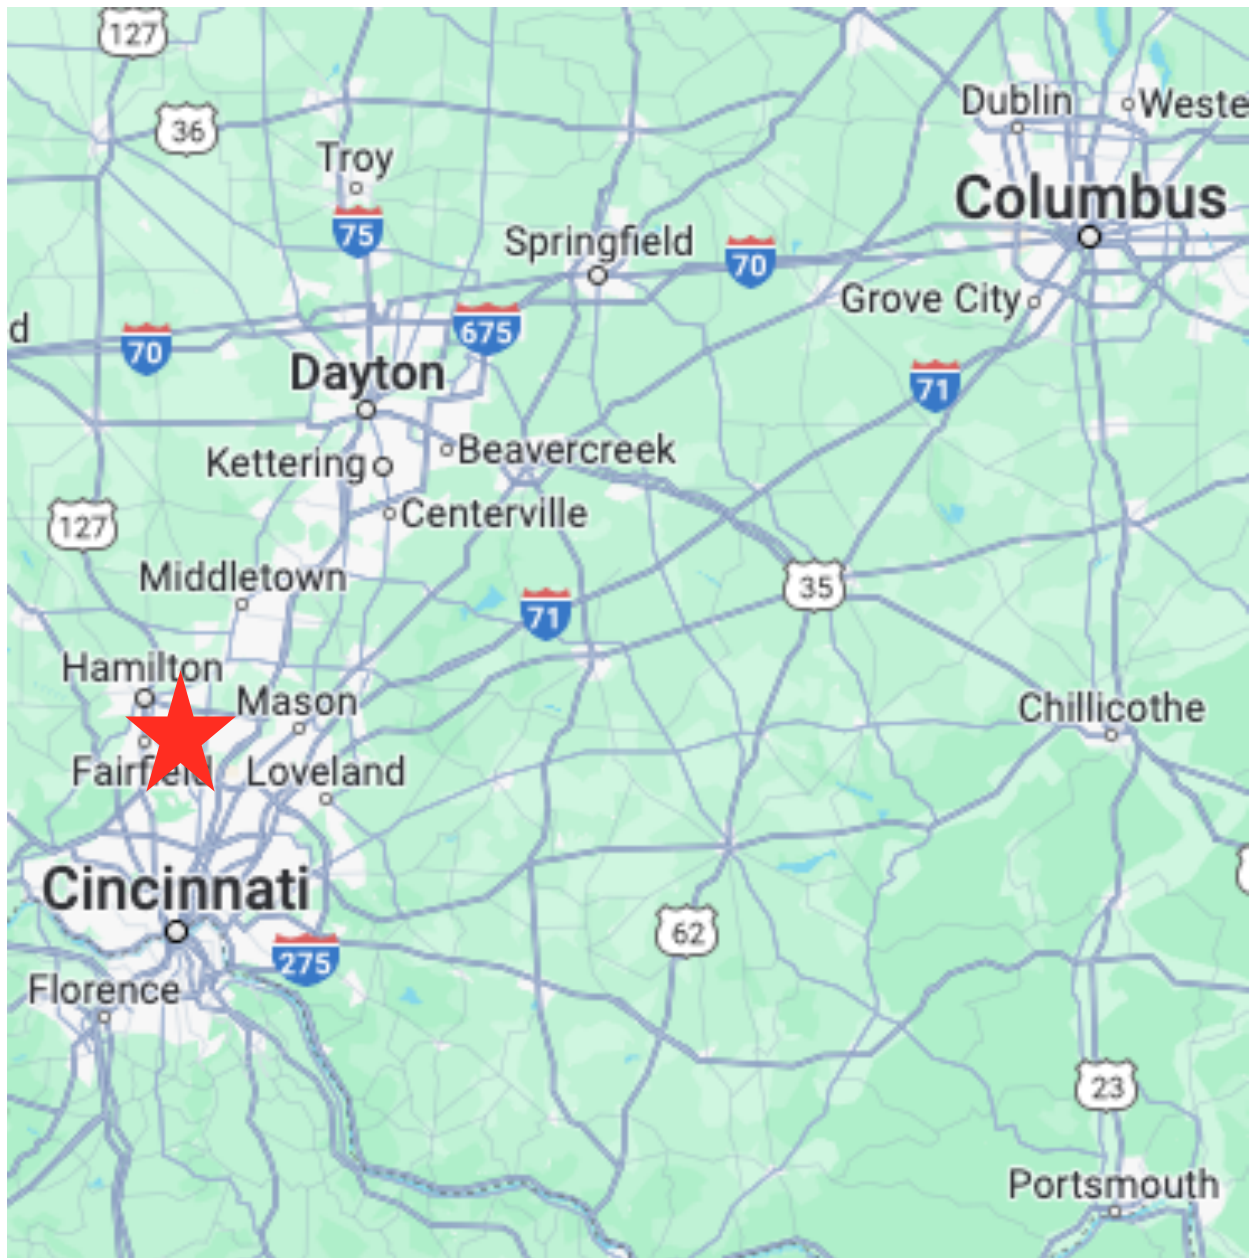 127
36
Dublin
Weste
Troy
Columbus
75
Springfield
70
Grove City
675
d
70
Dayton
71
Beavercreek
Kettering
127
Centerville
Middletown
71
35
Hamilton
Mason
Chillicothe
Fairfield
Loveland
Cincinnati
62
275
Florence
23
Portsmouth